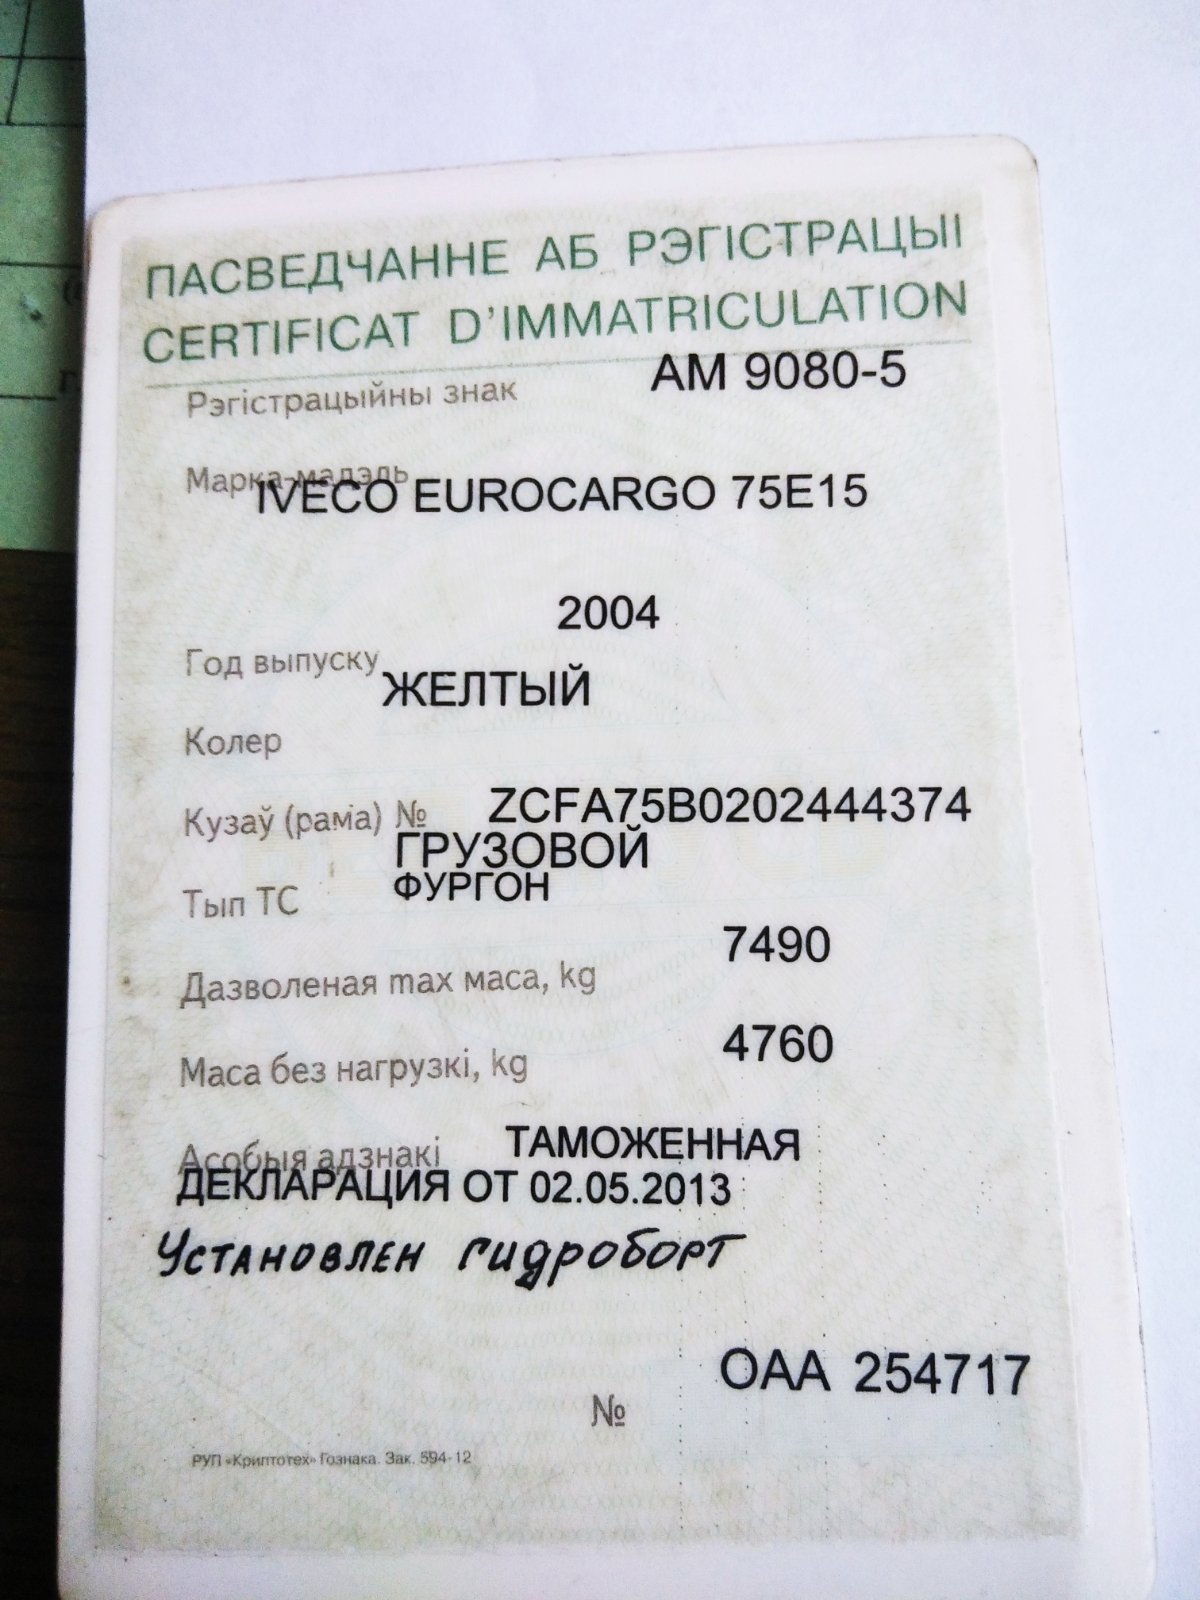 ПАСВЕДЧАННЕ АБ РЭГІСТРАЦЫІ
CERTIFICAT D'IMMATRICULATION
Рэгістрацыйны знак АМ 9080-5
Марка-мадэль IVECO EUROCARGO 75E15
2004
Год выпуску
ЖЕЛТЫЙ
Колер
Кузаў (рама) № ZCFA75B0202444374
ГРУЗОВОЙ
Тып ТС ФУРГОН
7490
Дазволеная max маса, kg
4760
Маса без нагрузкі, kg
Асобыя адзнакі ТАМОЖЕННАЯ
ДЕКЛАРАЦИЯ ОТ 02.05.2013
Установлен гидроборт
ОАА 254717
№
РУП «Криптотех» Гознака. Зак. 594-12